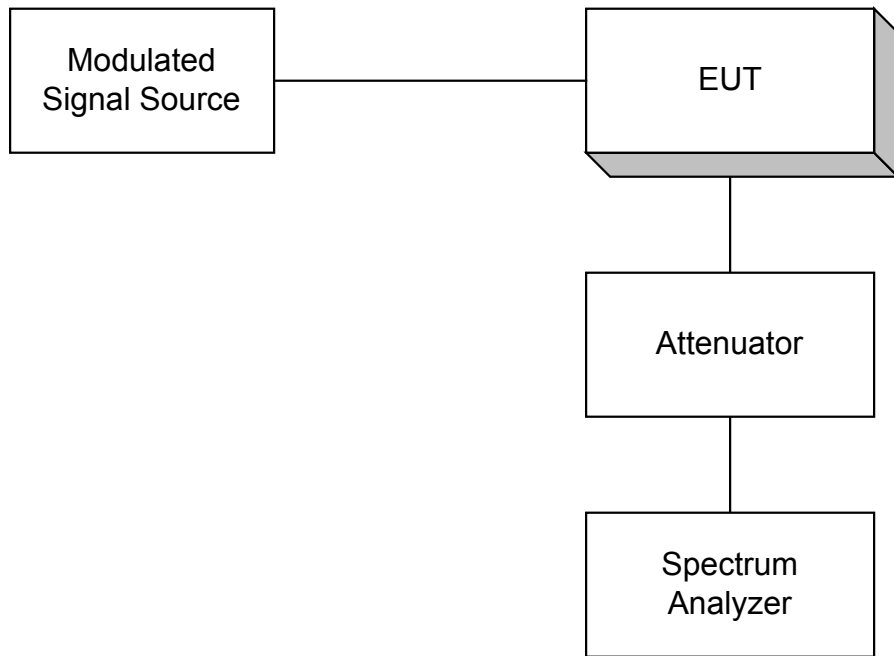 Modulated
Signal Source
EUT
Attenuator
Spectrum
Analyzer